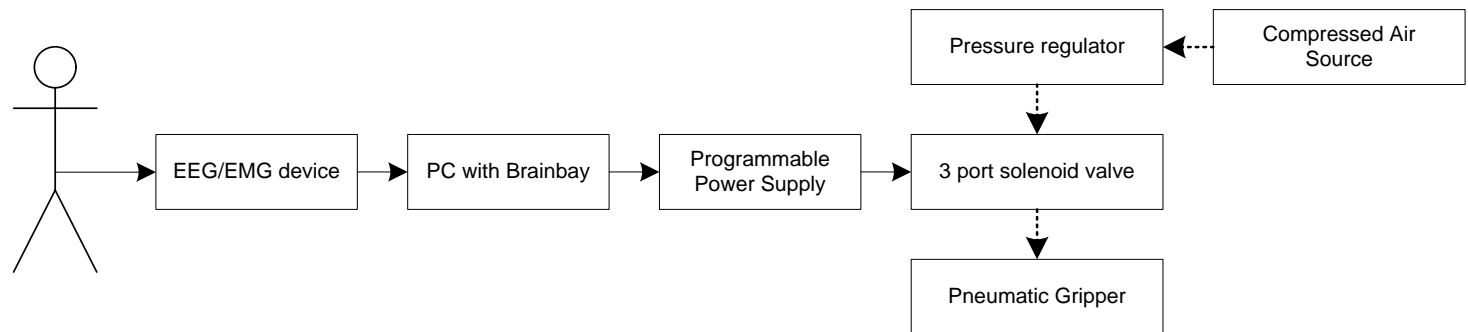 Pressure regulator
Compressed Air
Source
EEG/EMG device
PC with Brainbay
Programmable
Power Supply
3 port solenoid valve
Pneumatic Gripper